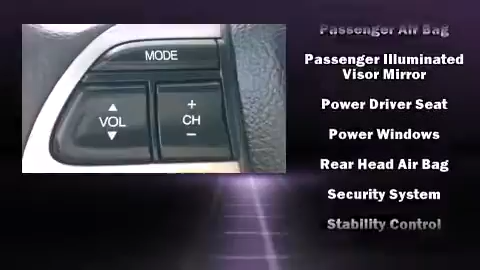 MODE
▲
VOL
▼
+
CH
−
Passenger Air Bag
Passenger Illuminated
Visor Mirror
Power Driver Seat
Power Windows
Rear Head Air Bag
Security System
Stability Control